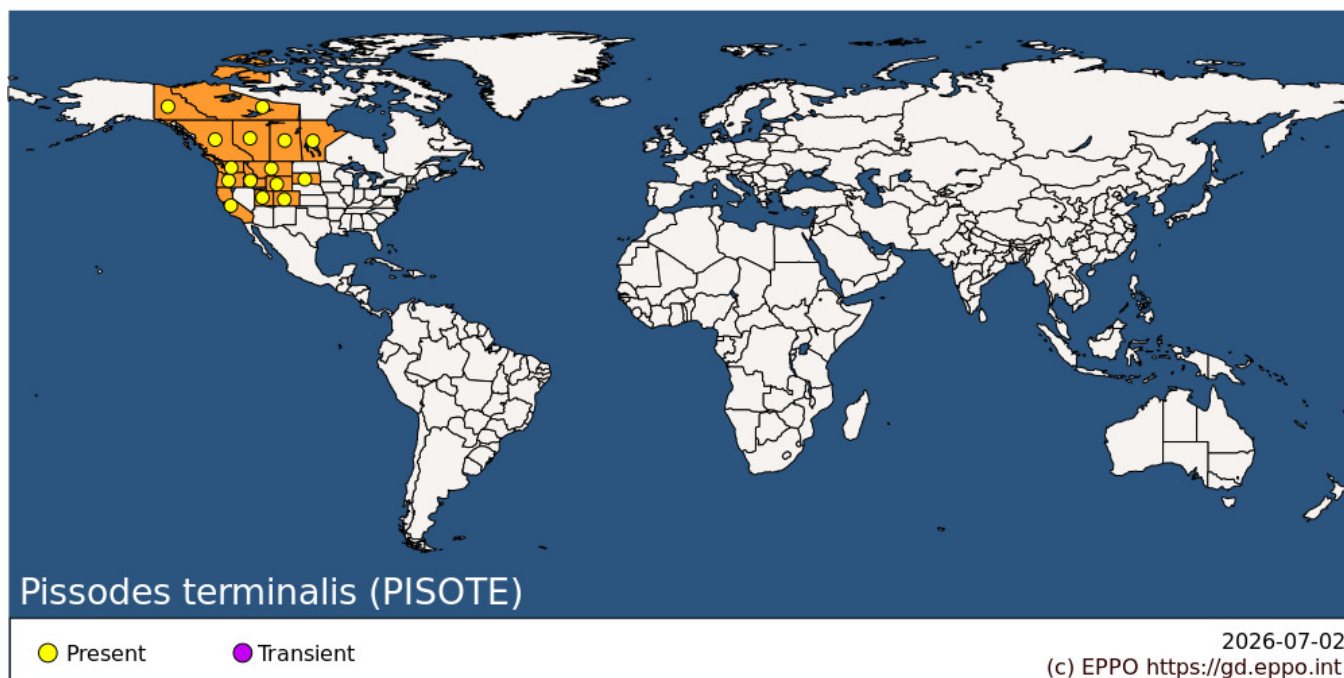 Pissodes terminalis (PISOTE)
Present
Transient
2026-07-02
(c) EPPO https://gd.eppo.int